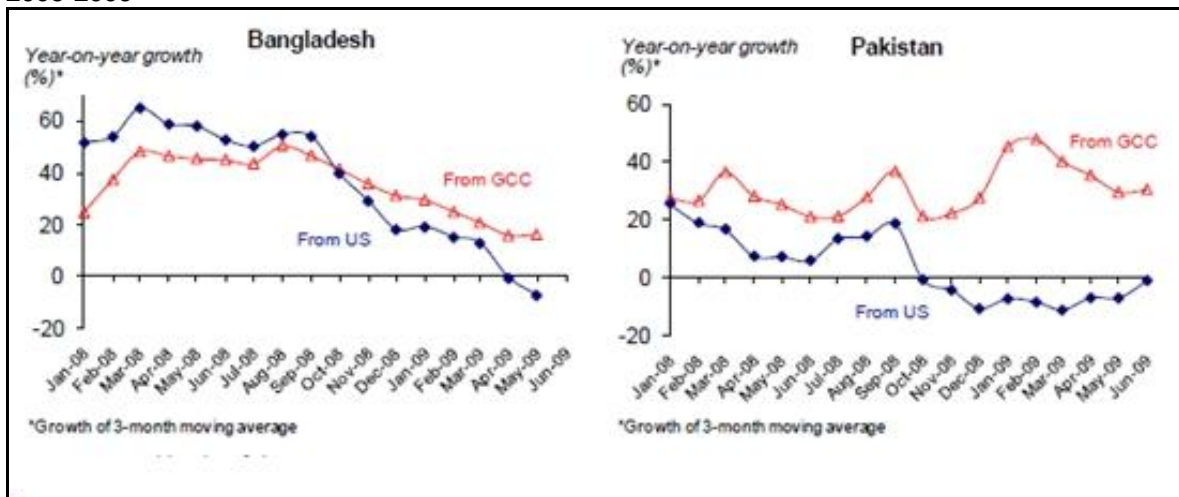 Bangladesh
Year-on-year growth
(%)*
60
40
20
0
-20
From GCC
From US
Jan-08
Feb-08
Mar-08
Apr-08
May-08
Jun-08
Jul-08
Aug-08
Sep-08
Oct-08
Nov-08
Dec-08
Jan-09
Feb-09
Mar-09
Apr-09
May-09
Jun-09
*Growth of 3-month moving average
Pakistan
Year-on-year growth
(%)*
60
40
20
0
-20
From GCC
From US
Jan-08
Feb-08
Mar-08
Apr-08
May-08
Jun-08
Jul-08
Aug-08
Sep-08
Oct-08
Nov-08
Dec-08
Jan-09
Feb-09
Mar-09
Apr-09
May-09
Jun-09
*Growth of 3-month moving average